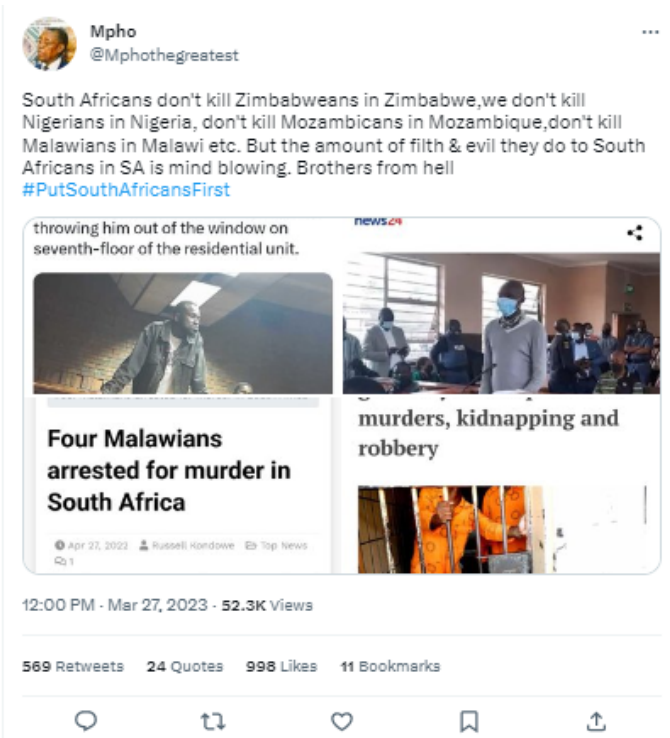 Mpho
@Mphothegreatest
South Africans don't kill Zimbabweans in Zimbabwe,we don't kill
Nigerians in Nigeria, don't kill Mozambicans in Mozambique,don't kill
Malawians in Malawi etc. But the amount of filth & evil they do to South
Africans in SA is mind blowing. Brothers from hell
#PutSouthAfricansFirst
throwing him out of the window on
seventh-floor of the residential unit.
news24
Four Malawians
arrested for murder in
South Africa
Apr 27, 2022 Russell Kondowe Top News
1
murders, kidnapping and
robbery
12:00 PM · Mar 27, 2023 · 52.3K Views
569 Retweets 24 Quotes 998 Likes 11 Bookmarks